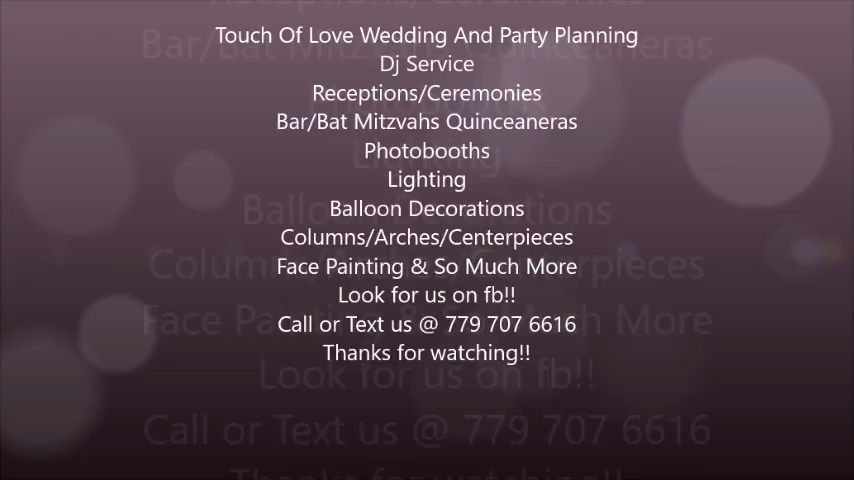 Touch Of Love Wedding And Party Planning
Dj Service
Receptions/Ceremonies
Bar/Bat Mitzvahs Quinceaneras
Photobooths
Lighting
Balloon Decorations
Columns/Arches/Centerpieces
Face Painting & So Much More
Look for us on fb!!
Call or Text us @ 779 707 6616
Thanks for watching!!